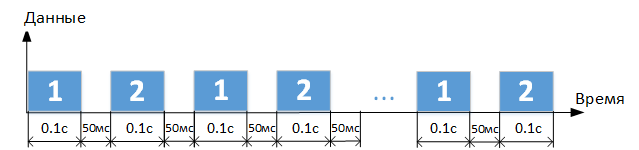 Данные
1 2 1 2 ... 1 2
Время
0.1с 50мс 0.1с 50мс 0.1с 50мс 0.1с 50мс 0.1с 50мс 0.1с